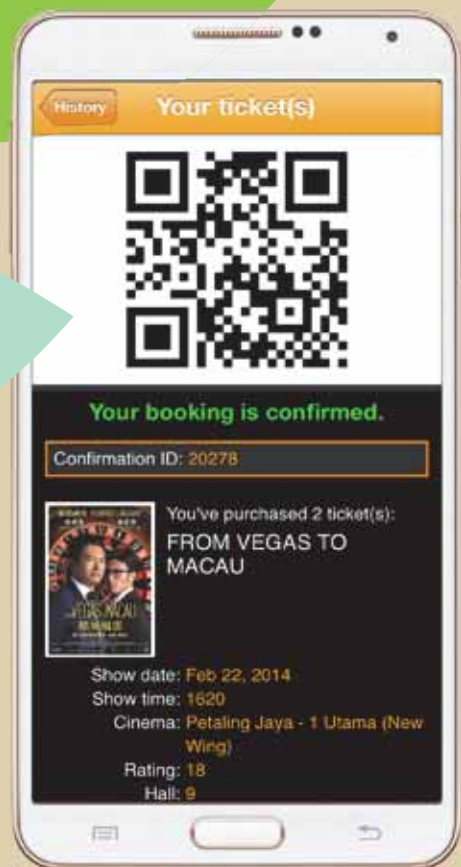 History
Your ticket(s)
Your booking is confirmed.
Confirmation ID: 20278
You've purchased 2 ticket(s):
FROM VEGAS TO
MACAU
Show date: Feb 22, 2014
Show time: 1620
Cinema: Petaling Jaya - 1 Utama (New
Wing)
Rating: 18
Hall: 9